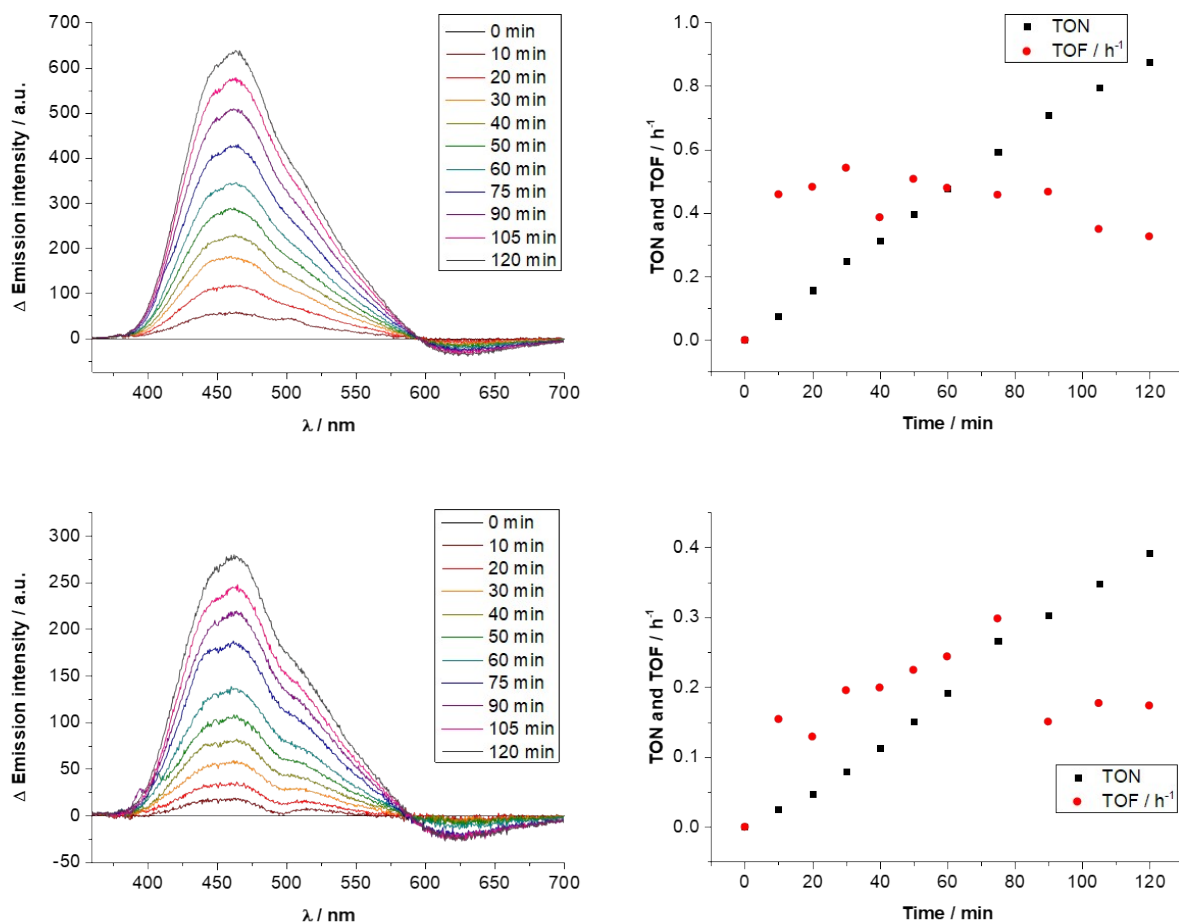 700
600
500
400
300
200
100
0
Δ Emission intensity / a.u.
400 450 500 550 600 650 700
λ / nm
0 min
10 min
20 min
30 min
40 min
50 min
60 min
75 min
90 min
105 min
120 min
1.0
0.8
0.6
0.4
0.2
0.0
TON and TOF / h⁻¹
TON
TOF / h⁻¹
0 20 40 60 80 100 120
Time / min
300
250
200
150
100
50
0
-50
Δ Emission intensity / a.u.
400 450 500 550 600 650 700
λ / nm
0 min
10 min
20 min
30 min
40 min
50 min
60 min
75 min
90 min
105 min
120 min
0.4
0.3
0.2
0.1
0.0
TON and TOF / h⁻¹
TON
TOF / h⁻¹
0 20 40 60 80 100 120
Time / min